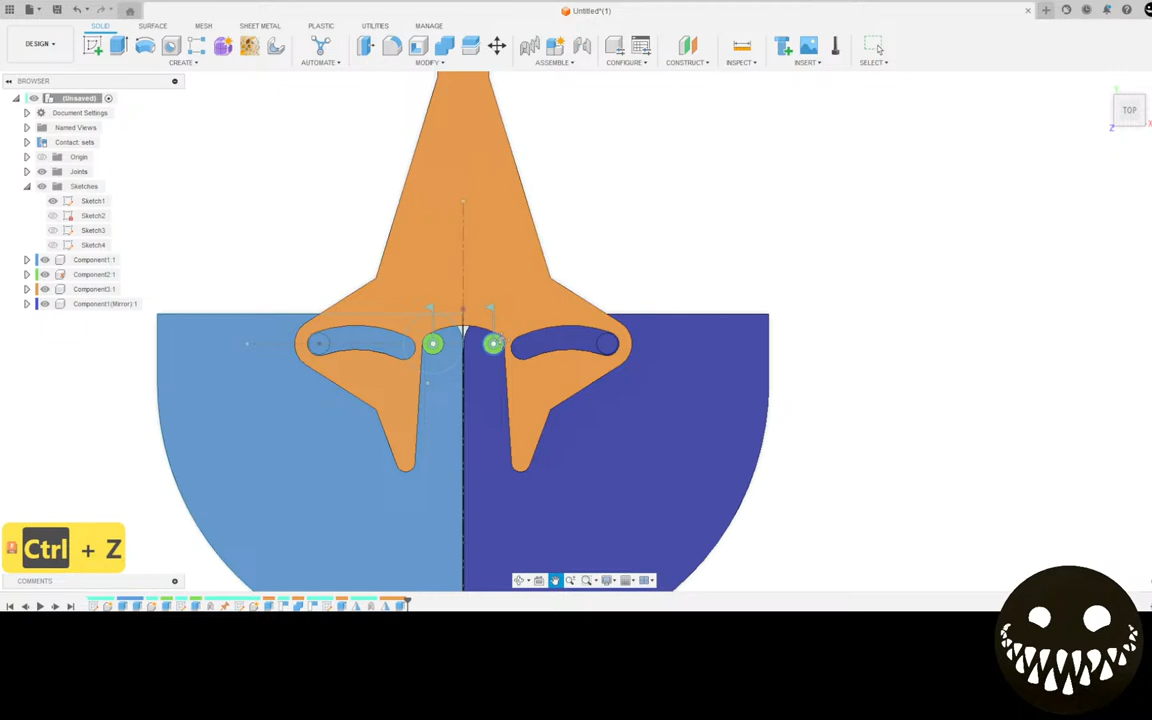 Untitled*(1)
SOLID SURFACE MESH SHEET METAL PLASTIC UTILITIES MANAGE
DESIGN
CREATE AUTOMATE MODIFY ASSEMBLE CONFIGURE CONSTRUCT INSPECT INSERT SELECT
BROWSER
(Unsaved)
Document Settings
Named Views
Contact: sets
Origin
Joints
Sketches
Sketch1
Sketch2
Sketch3
Sketch4
Component1:1
Component2:1
Component3:1
Component1(Mirror):1
TOP
Y
X
Z
Ctrl + Z
COMMENTS